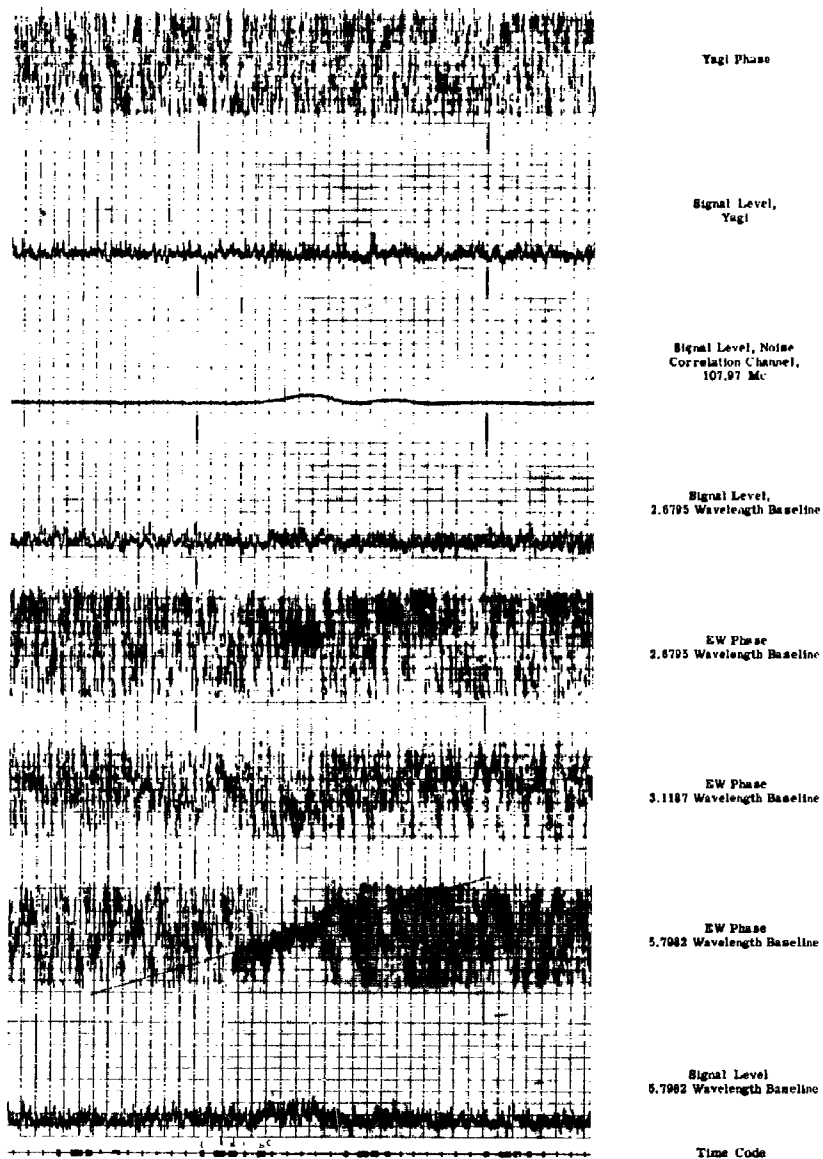 Yagi Phase
Signal Level,
Yagi
Signal Level, Noise
Correlation Channel,
107.97 Mc
Signal Level,
2.6795 Wavelength Baseline
EW Phase
2.6795 Wavelength Baseline
EW Phase
3.1187 Wavelength Baseline
EW Phase
5.7982 Wavelength Baseline
Signal Level
5.7982 Wavelength Baseline
Time Code